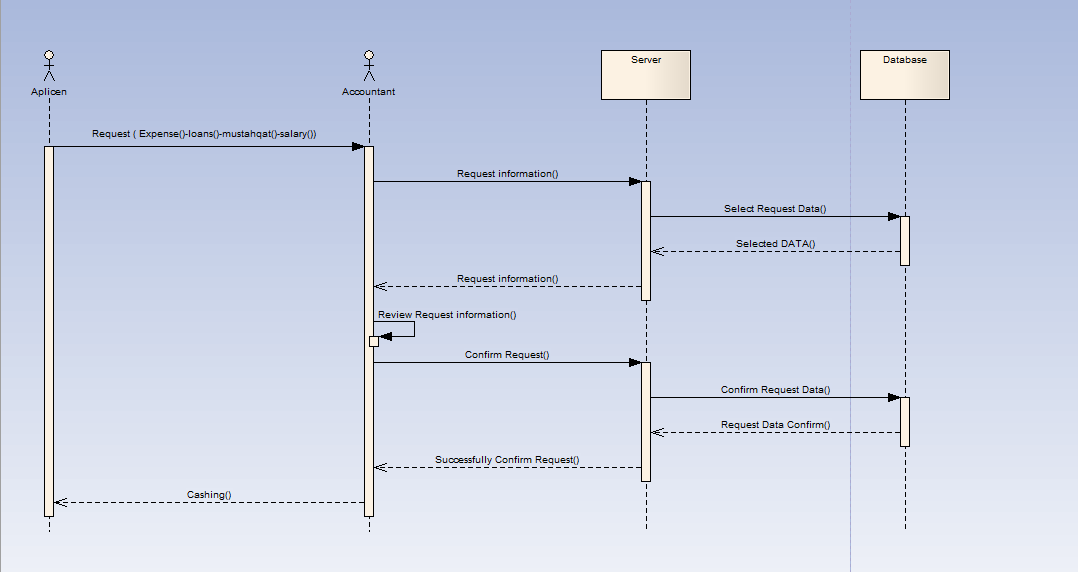 Server
Database
Aplicen
Accountant
Request ( Expense()-loans()-mustahqat()-salary())
Request information()
Select Request Data()
Selected DATA()
Request information()
Review Request information()
Confirm Request()
Confirm Request Data()
Request Data Confirm()
Successfully Confirm Request()
Cashing()